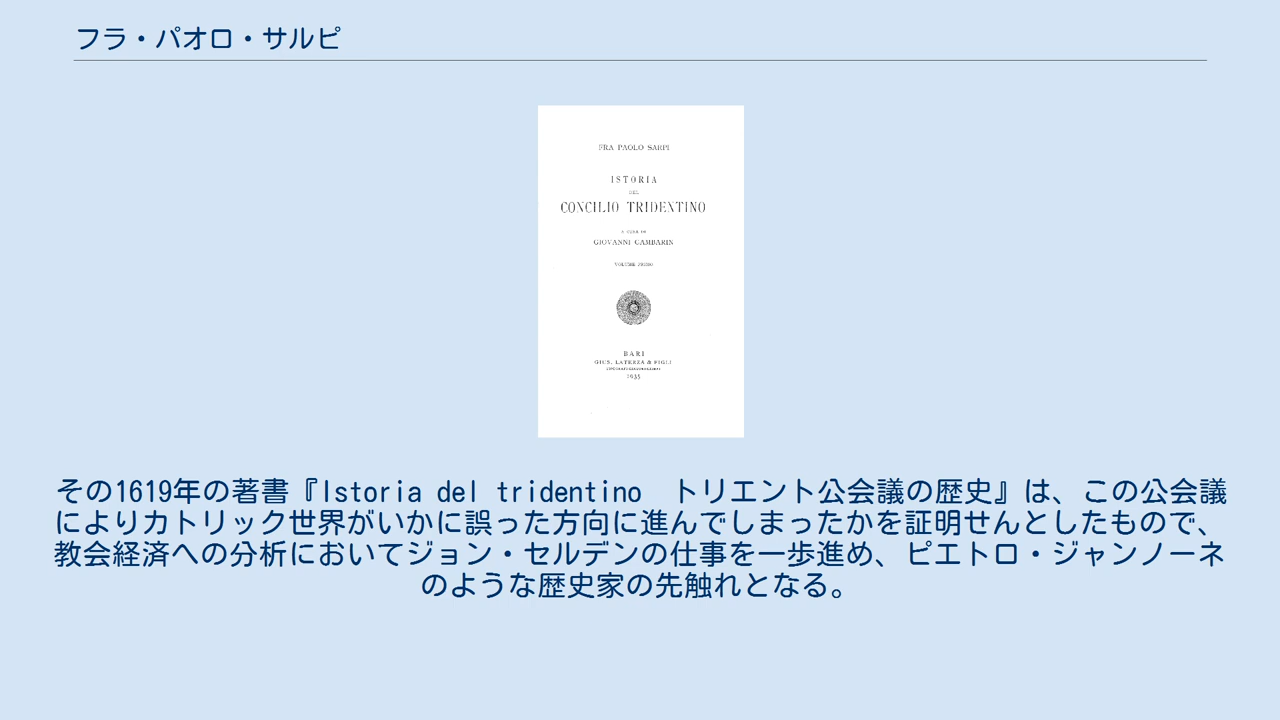 フラ・パオロ・サルピ
FRA PAOLO SARPI
ISTORIA
DEL
CONCILIO TRIDENTINO
A CURA DI
GIOVANNI GAMBARIN
VOLUME PRIMO
BARI
GIUS. LATERZA & FIGLI
1935
その1619年の著書『Istoria del tridentino　トリエント公会議の歴史』は、この公会議
によりカトリック世界がいかに誤った方向に進んでしまったかを証明せんとしたもので、
教会経済への分析においてジョン・セルデンの仕事を一歩進め、ピエトロ・ジャンノーネ
のような歴史家の先触れとなる。